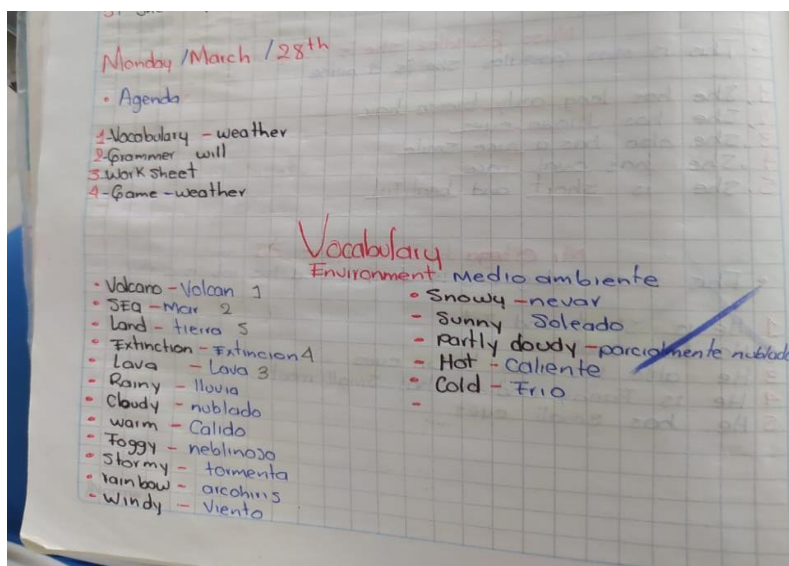 Monday /March /28th
• Agenda
1-Vocobulary - weather
2-Grammer will
3-Work sheet
4-Game - weather
Vocabulary
Environment Medio ambiente
• Volcano - Volcan 1
• SEa - Mar 2
• Land - tierra 5
• Extinction - Extincion 4
• Lava - Lava 3
• Rainy - lluvia
• Cloudy - nublado
• warm - Calido
• Foggy - neblinoso
• Stormy - tormenta
• rainbow - arcohiris
• Windy - Viento
• Snowy - nevar
- Sunny Soleado
- partly cloudy - parcialmente nublado
- Hot - Caliente
• Cold - Frio